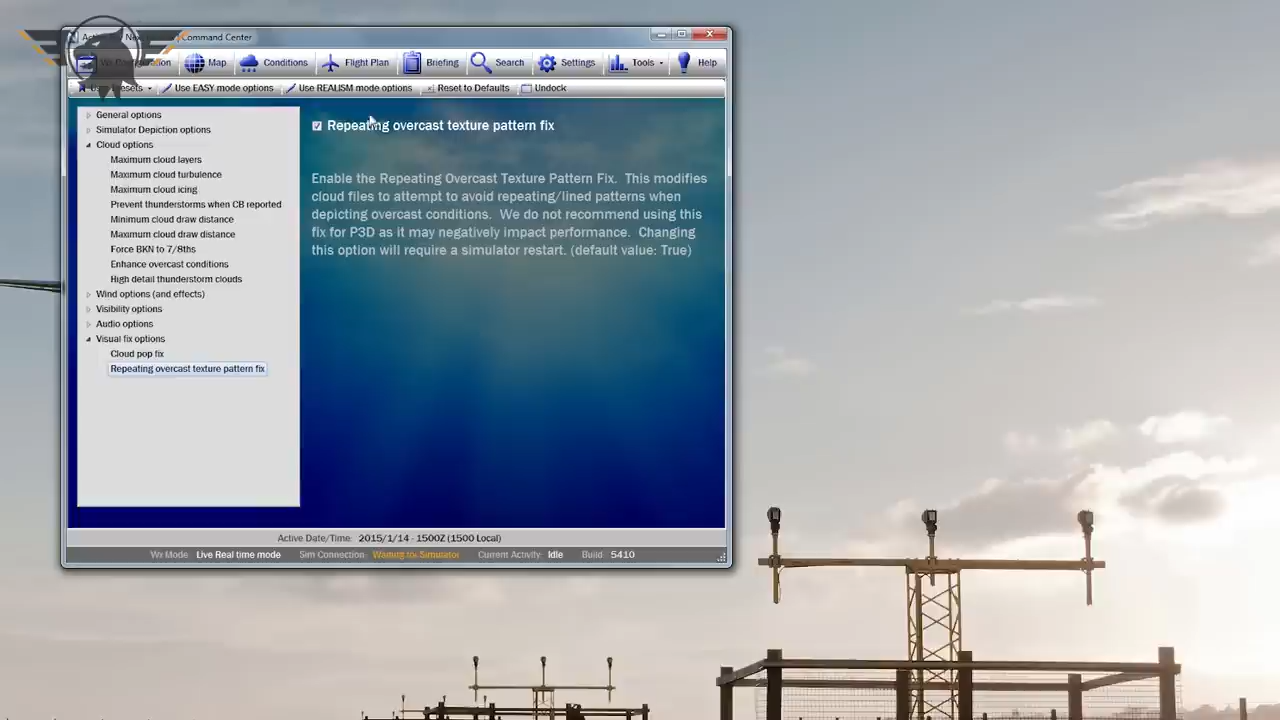 Command Center
Map
Conditions
Flight Plan
Briefing
Search
Settings
Tools
Help
Use EASY mode options
Use REALISM mode options
Reset to Defaults
Undock
General options
Simulator Depiction options
Cloud options
Maximum cloud layers
Maximum cloud turbulence
Maximum cloud icing
Prevent thunderstorms when CB reported
Minimum cloud draw distance
Maximum cloud draw distance
Force BKN to 7/8ths
Enhance overcast conditions
High detail thunderstorm clouds
Wind options (and effects)
Visibility options
Audio options
Visual fix options
Cloud pop fix
Repeating overcast texture pattern fix
Repeating overcast texture pattern fix
Enable the Repeating Overcast Texture Pattern Fix. This modifies
cloud files to attempt to avoid repeating/lined patterns when
depicting overcast conditions. We do not recommend using this
fix for P3D as it may negatively impact performance. Changing
this option will require a simulator restart. (default value: True)
Active Date/Time: 2015/1/14 - 1500Z (1500 Local)
Wx Mode: Live Real time mode Sim Connection: Waiting for Simulator Current Activity: Idle Build 5410